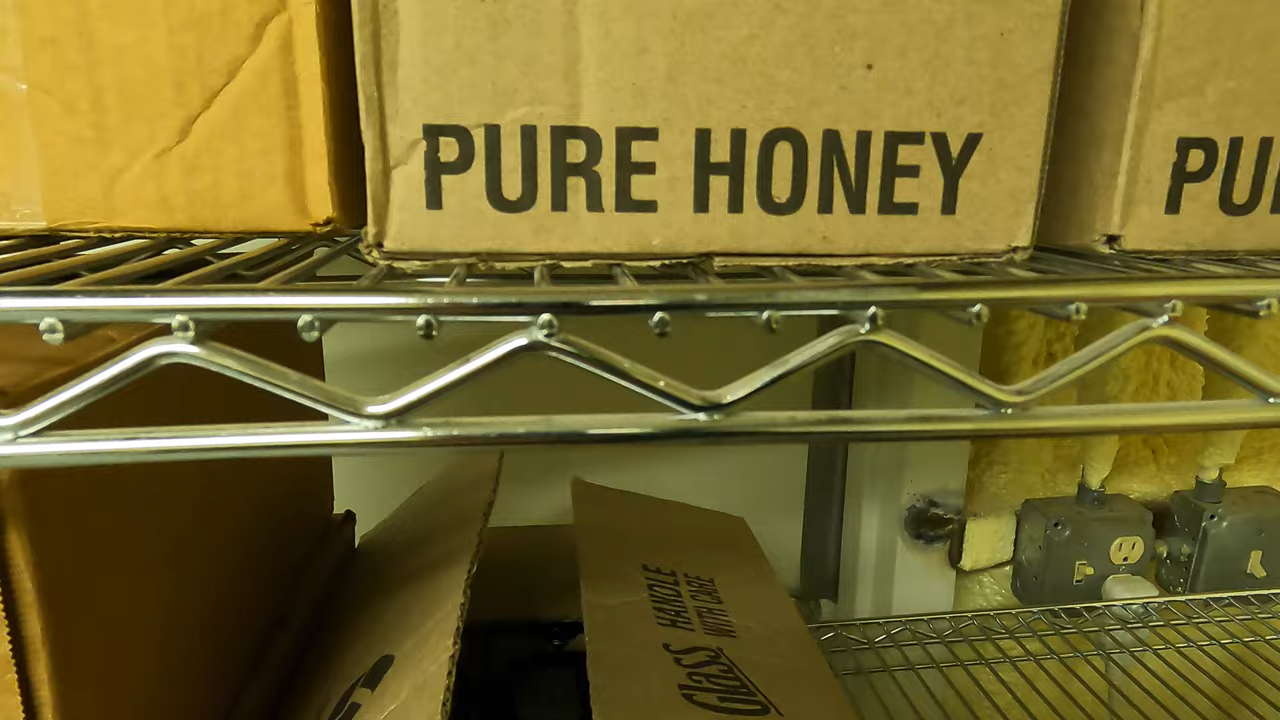 PURE HONEY
PU
HANDLE
WITH CARE
Glass